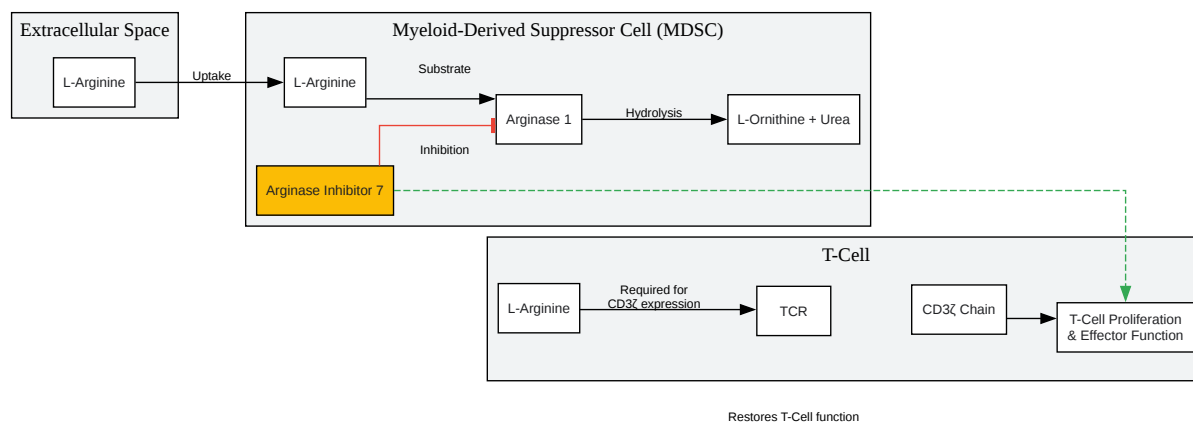 Extracellular Space
Myeloid-Derived Suppressor Cell (MDSC)
L-Arginine
Uptake
L-Arginine
Substrate
Arginase 1
Hydrolysis
L-Ornithine + Urea
Inhibition
Arginase Inhibitor 7
T-Cell
L-Arginine
Required for
CD3ζ expression
TCR
CD3ζ Chain
T-Cell Proliferation
& Effector Function
Restores T-Cell function